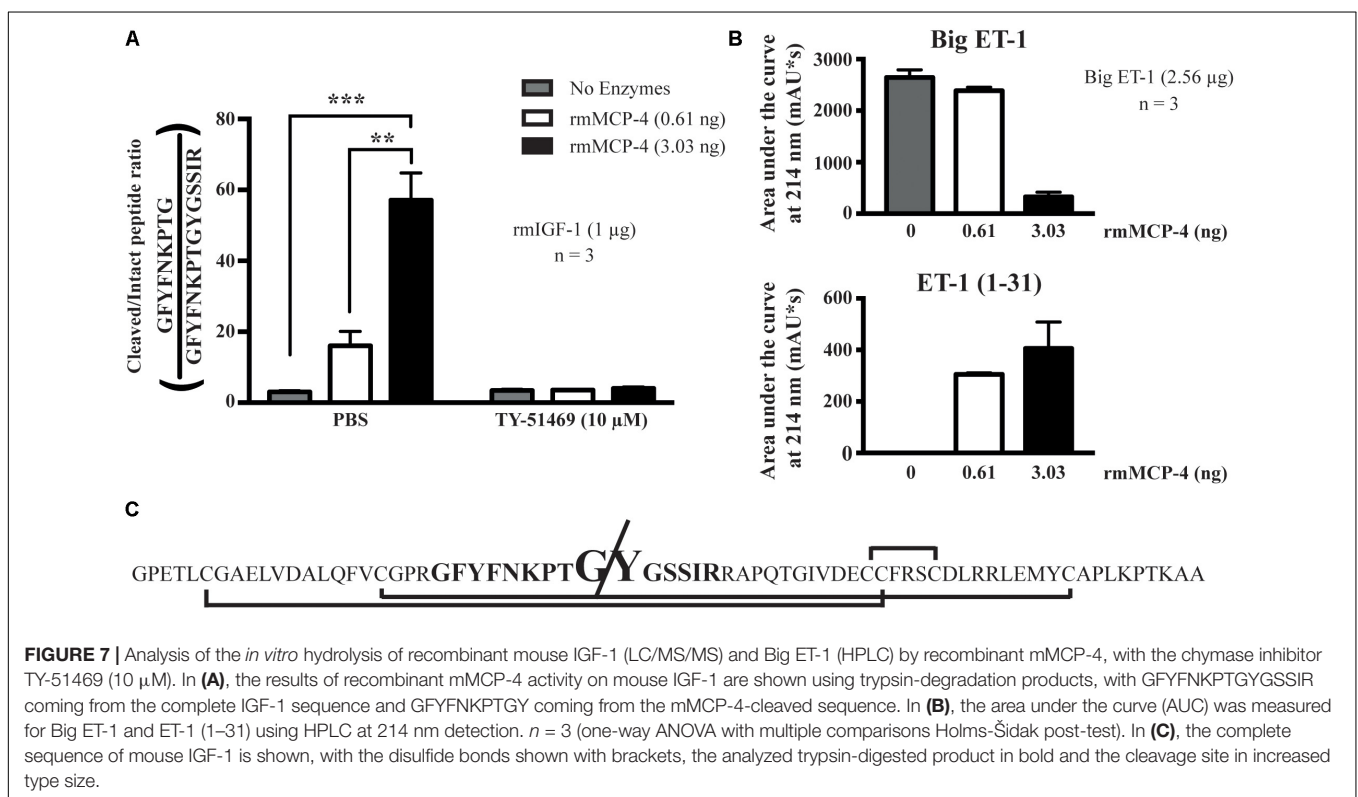 A
***
**
No Enzymes
rmMCP-4 (0.61 ng)
rmMCP-4 (3.03 ng)
Cleaved/Intact peptide ratio
GFYFNKPTG
GFYFNKPTGYGSSIR
80
60
40
20
0
rmIGF-1 (1 µg)
n = 3
PBS
TY-51469 (10 µM)
B
Big ET-1
Area under the curve
at 214 nm (mAU*s)
3000
2000
1000
0
Big ET-1 (2.56 µg)
n = 3
0
0.61
3.03
rmMCP-4 (ng)
ET-1 (1-31)
Area under the curve
at 214 nm (mAU*s)
600
400
200
0
0
0.61
3.03
rmMCP-4 (ng)
C
GPETLCGAELVDALQFVCGPRGFYFNKPTG/YGSSIRRAPQTGIVDECCFRSCDLRRLEMYCAPLKPTKAA
FIGURE 7 | Analysis of the in vitro hydrolysis of recombinant mouse IGF-1 (LC/MS/MS) and Big ET-1 (HPLC) by recombinant mMCP-4, with the chymase inhibitor
TY-51469 (10 µM). In (A), the results of recombinant mMCP-4 activity on mouse IGF-1 are shown using trypsin-degradation products, with GFYFNKPTGYGSSIR
coming from the complete IGF-1 sequence and GFYFNKPTGY coming from the mMCP-4-cleaved sequence. In (B), the area under the curve (AUC) was measured
for Big ET-1 and ET-1 (1–31) using HPLC at 214 nm detection. n = 3 (one-way ANOVA with multiple comparisons Holms-Šidak post-test). In (C), the complete
sequence of mouse IGF-1 is shown, with the disulfide bonds shown with brackets, the analyzed trypsin-digested product in bold and the cleavage site in increased
type size.